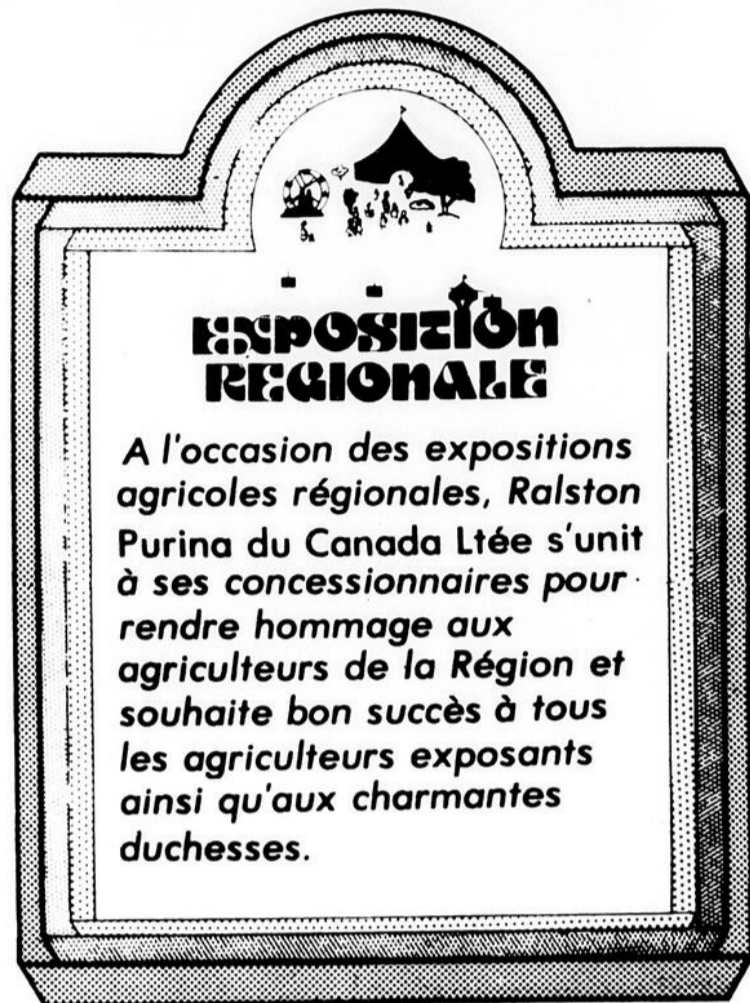 EXPOSITION
REGIONALE
A l'occasion des expositions
agricoles régionales, Ralston
Purina du Canada Ltée s'unit
à ses concessionnaires pour
rendre hommage aux
agriculteurs de la Région et
souhaite bon succès à tous
les agriculteurs exposants
ainsi qu'aux charmantes
duchesses.